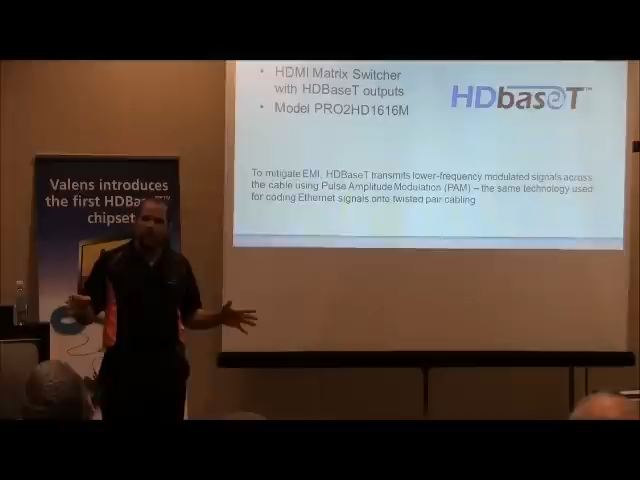 • HDMI Matrix Switcher
with HDBaseT outputs
• Model PRO2HD1616M
HDbaseT™
To mitigate EMI, HDBaseT transmits lower-frequency modulated signals across
the cable using Pulse Amplitude Modulation (PAM) – the same technology used
for coding Ethernet signals onto twisted pair cabling
Valens introduces
the first HDBaseT™
chipset